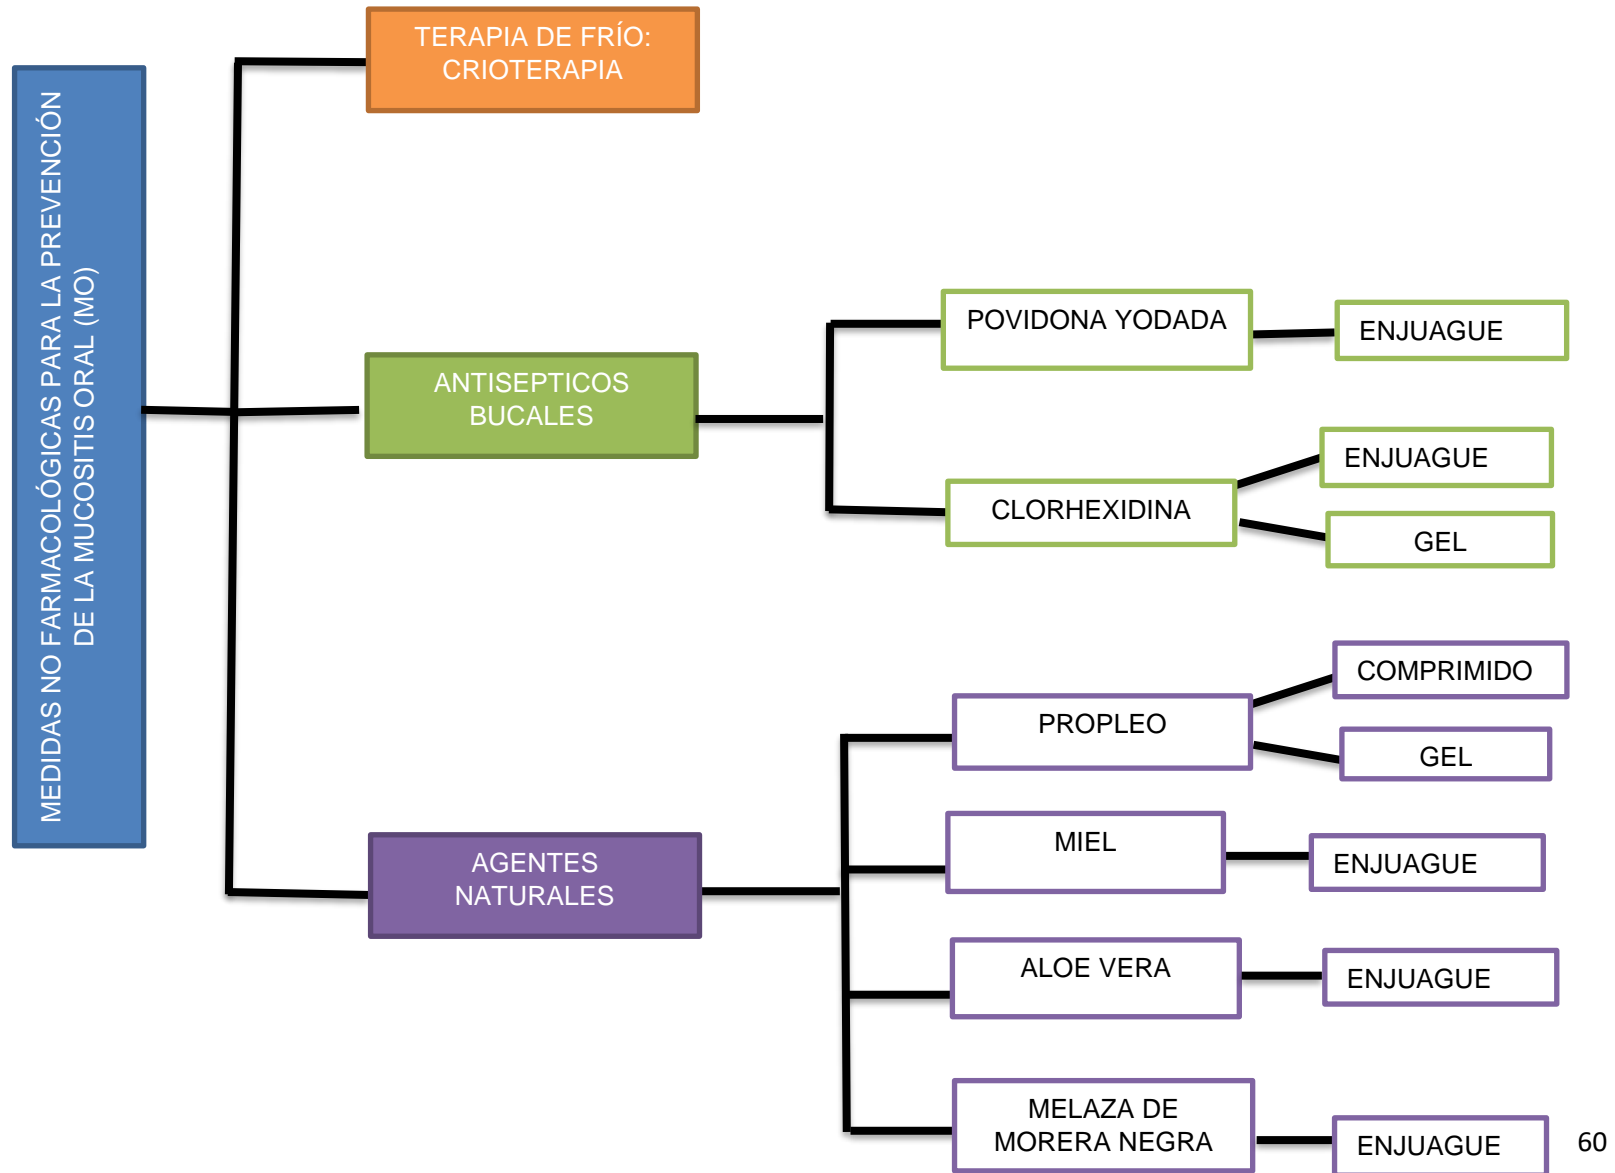 MEDIDAS NO FARMACOLÓGICAS PARA LA PREVENCIÓN
DE LA MUCOSITIS ORAL (MO)
TERAPIA DE FRÍO:
CRIOTERAPIA
ANTISEPTICOS
BUCALES
POVIDONA YODADA
ENJUAGUE
CLORHEXIDINA
ENJUAGUE
GEL
AGENTES
NATURALES
PROPLEO
COMPRIMIDO
GEL
MIEL
ENJUAGUE
ALOE VERA
ENJUAGUE
MELAZA DE
MORERA NEGRA
ENJUAGUE
60